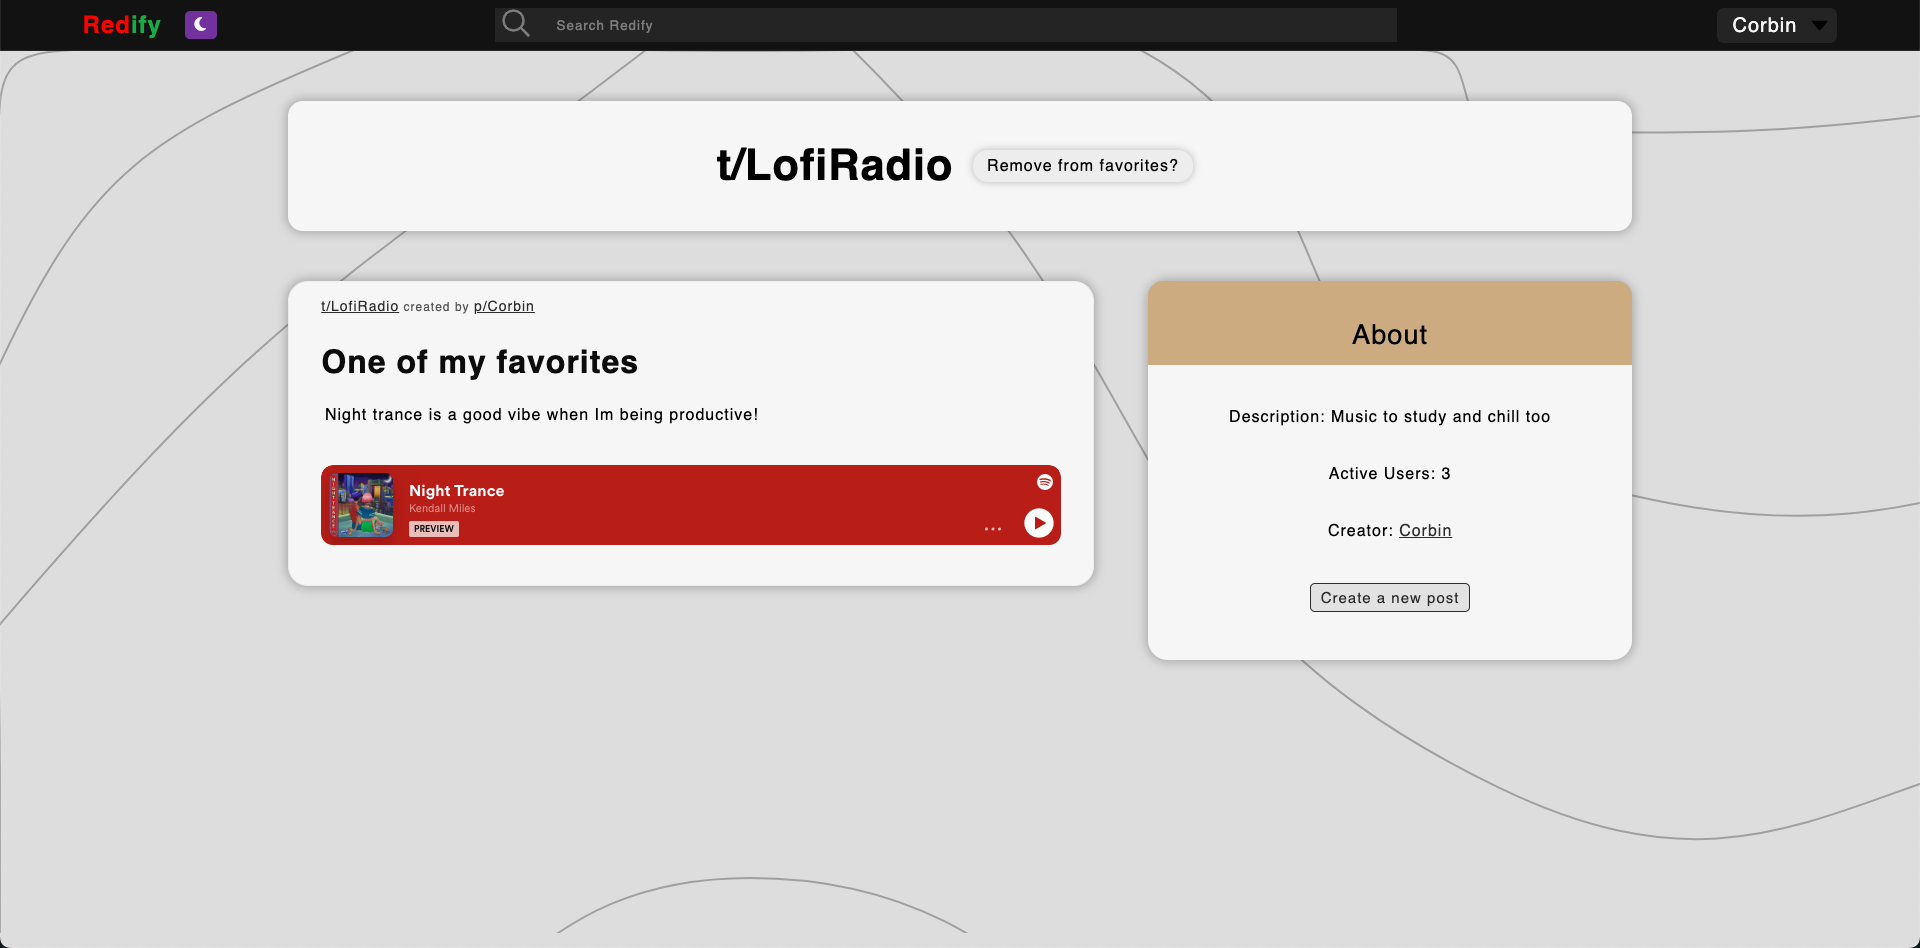 Redify
Search Redify
Corbin
t/LofiRadio
Remove from favorites?
t/LofiRadio created by p/Corbin
One of my favorites
Night trance is a good vibe when Im being productive!
NIGHT TRANCE
Night Trance
Kendall Miles
PREVIEW
About
Description: Music to study and chill too
Active Users: 3
Creator: Corbin
Create a new post